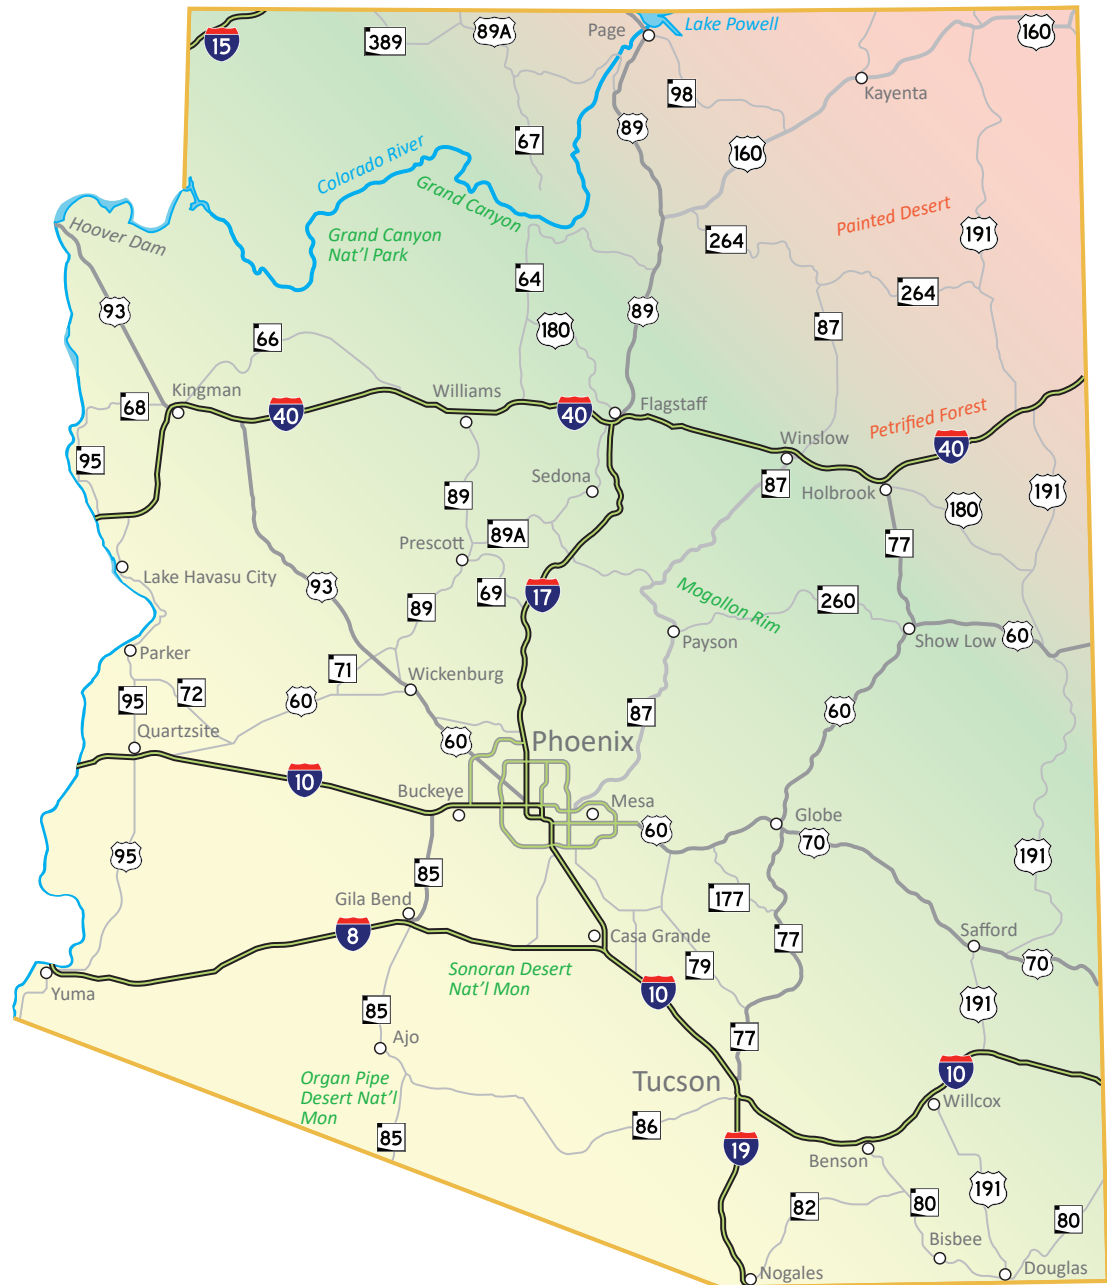 15
389
89A
Page
Lake Powell
160
98
Kayenta
89
67
160
Colorado River
Grand Canyon
Painted Desert
Hoover Dam
Grand Canyon
Nat'l Park
264
191
64
264
93
89
180
87
66
Kingman
Williams
68
40
40
Flagstaff
Petrified Forest
Winslow
40
95
Sedona
87
Holbrook
191
89
180
89A
77
Prescott
Lake Havasu City
93
69
17
89
Mogollon Rim
260
Payson
Show Low
60
Parker
71
Wickenburg
95
72
60
87
60
Quartzsite
60
Phoenix
10
Buckeye
Mesa
60
Globe
70
95
191
85
177
Gila Bend
8
Casa Grande
77
Safford
79
70
Sonoran Desert
Nat'l Mon
10
Yuma
85
191
Ajo
77
Organ Pipe
Desert Nat'l
Mon
Tucson
10
Willcox
86
85
19
Benson
191
82
80
80
Bisbee
Nogales
Douglas